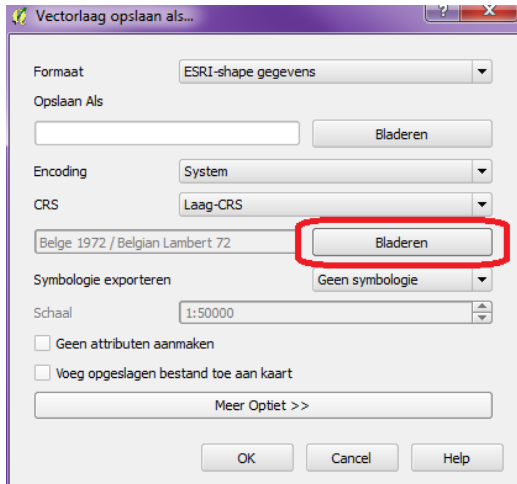 Vectorlaag opslaan als...
?
X
Formaat
ESRI-shape gegevens
Opslaan Als
Bladeren
Encoding
System
CRS
Laag-CRS
Belge 1972 / Belgian Lambert 72
Bladeren
Symbologie exporteren
Geen symbologie
Schaal
1:50000
Geen attributen aanmaken
Voeg opgeslagen bestand toe aan kaart
Meer Optiet >>
OK
Cancel
Help